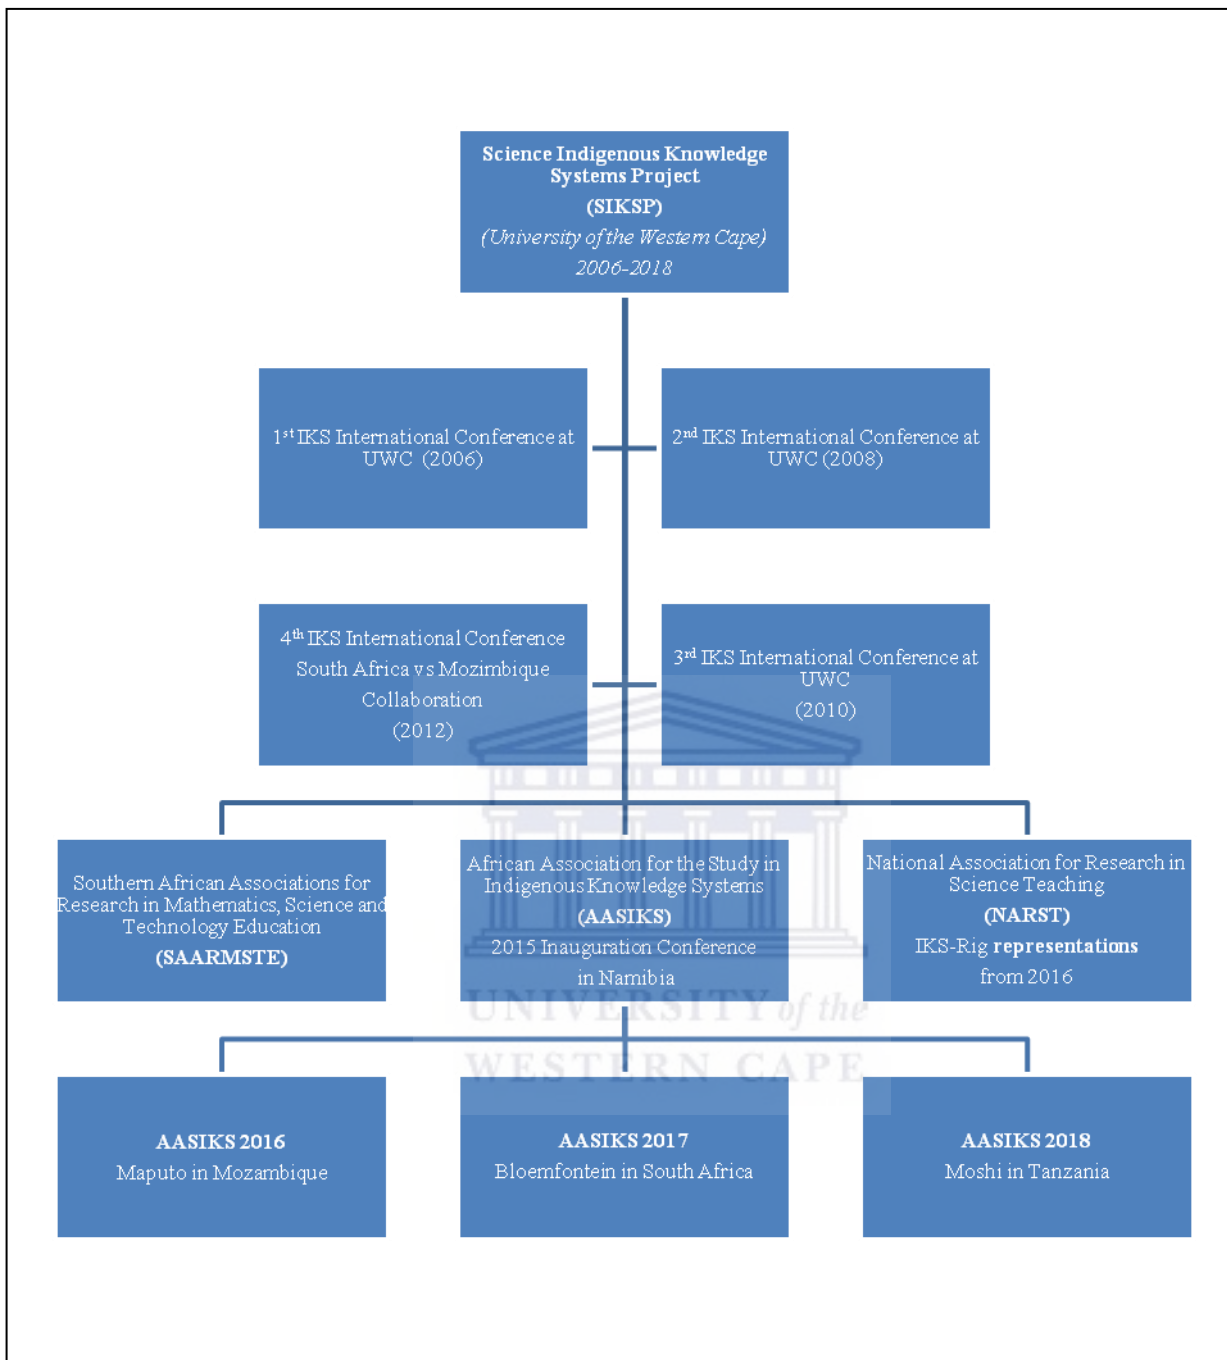 Science Indigenous Knowledge
Systems Project
(SIKSP)
(University of the Western Cape)
2006-2018
1st IKS International Conference at
UWC (2006)
2nd IKS International Conference at
UWC (2008)
4th IKS International Conference
South Africa vs Mozimbique
Collaboration
(2012)
3rd IKS International Conference at
UWC
(2010)
Southern African Associations for
Research in Mathematics, Science and
Technology Education
(SAARMSTE)
African Association for the Study in
Indigenous Knowledge Systems
(AASIKS)
2015 Inauguration Conference
in Namibia
National Association for Research in
Science Teaching
(NARST)
IKS-Rig representations
from 2016
UNIVERSITY of the
WESTERN CAPE
AASIKS 2016
Maputo in Mozambique
AASIKS 2017
Bloemfontein in South Africa
AASIKS 2018
Moshi in Tanzania